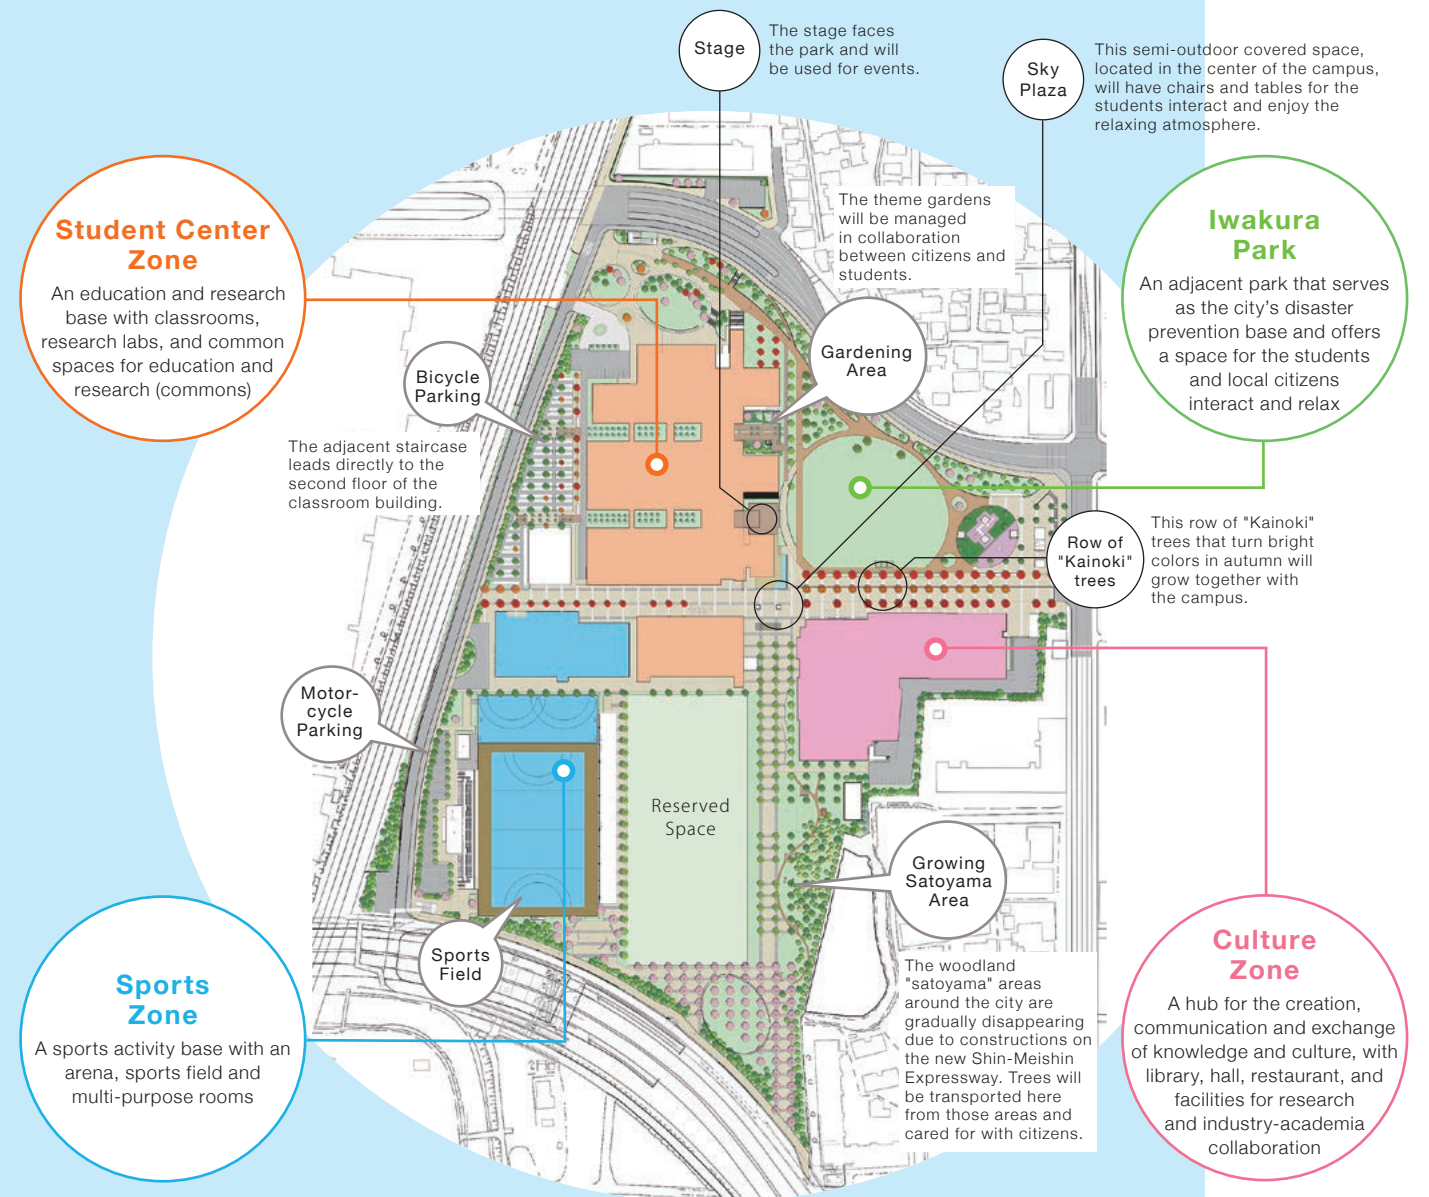 Stage
The stage faces
the park and will
be used for events.
Sky
Plaza
This semi-outdoor covered space,
located in the center of the campus,
will have chairs and tables for the
students interact and enjoy the
relaxing atmosphere.
Student Center
Zone
An education and research
base with classrooms,
research labs, and common
spaces for education and
research (commons)
The theme gardens
will be managed
in collaboration
between citizens and
students.
Iwakura
Park
An adjacent park that serves
as the city's disaster
prevention base and offers
a space for the students
and local citizens
interact and relax
Gardening
Area
Bicycle
Parking
The adjacent staircase
leads directly to the
second floor of the
classroom building.
Row of
"Kainoki"
trees
This row of "Kainoki"
trees that turn bright
colors in autumn will
grow together with
the campus.
Motor-
cycle
Parking
Reserved
Space
Growing
Satoyama
Area
Sports
Field
The woodland
"satoyama" areas
around the city are
gradually disappearing
due to constructions on
the new Shin-Meishin
Expressway. Trees will
be transported here
from those areas and
cared for with citizens.
Sports
Zone
A sports activity base with an
arena, sports field and
multi-purpose rooms
Culture
Zone
A hub for the creation,
communication and exchange
of knowledge and culture, with
library, hall, restaurant, and
facilities for research
and industry-academia
collaboration